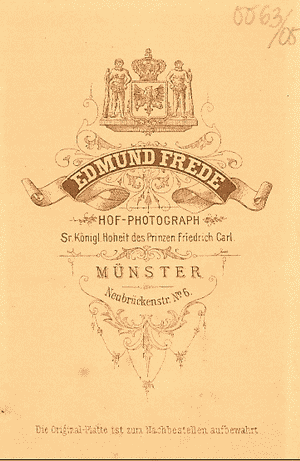 0063/05
EDMUND FREDE
HOF-PHOTOGRAPH
Sr. Königl. Hoheit des Prinzen Friedrich Carl.
MÜNSTER
Neubrückenstr. No. 6.
Die Original-Platte ist zum Nachbestellen aufbewahrt